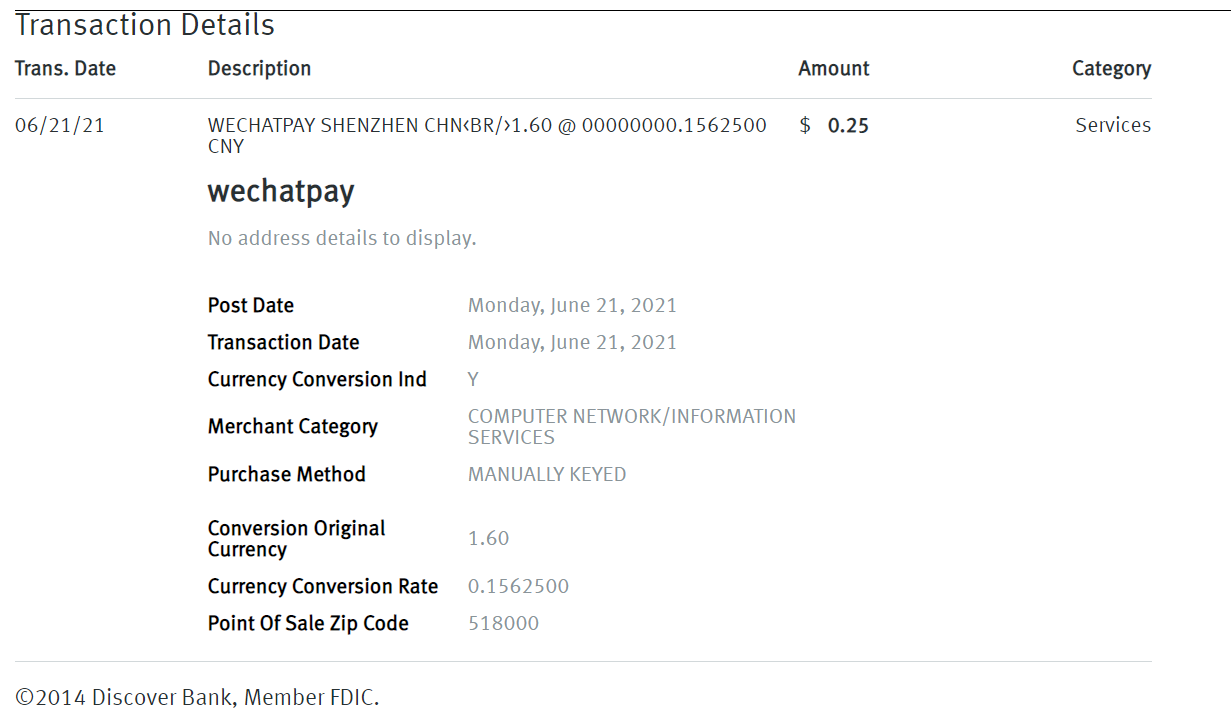 Transaction Details
Trans. Date Description Amount Category
06/21/21 WECHATPAY SHENZHEN CHN<BR/>1.60 @ 00000000.1562500 $ 0.25 Services
CNY
wechatpay
No address details to display.
Post Date Monday, June 21, 2021
Transaction Date Monday, June 21, 2021
Currency Conversion Ind Y
Merchant Category COMPUTER NETWORK/INFORMATION
SERVICES
Purchase Method MANUALLY KEYED
Conversion Original
Currency 1.60
Currency Conversion Rate 0.1562500
Point Of Sale Zip Code 518000
©2014 Discover Bank, Member FDIC.